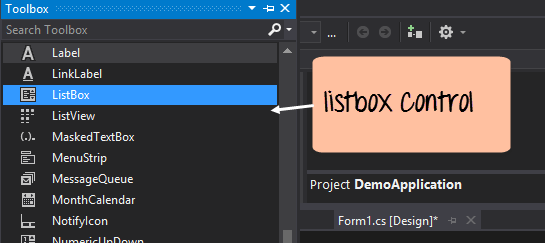 Toolbox
Search Toolbox
Label
LinkLabel
ListBox
ListView
MaskedTextBox
MenuStrip
MessageQueue
MonthCalendar
NotifyIcon
NumericUpDown
...
listbox Control
Project DemoApplication
Form1.cs [Design]*